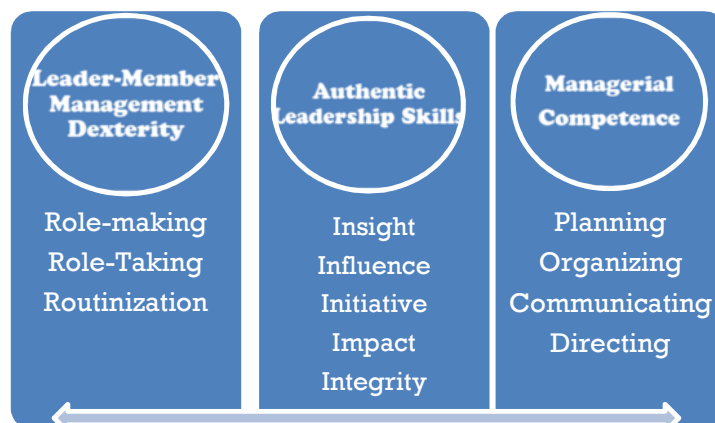 Leader-Member
Management
Dexterity
Role-making
Role-Taking
Routinization
Authentic
Leadership Skills
Insight
Influence
Initiative
Impact
Integrity
Managerial
Competence
Planning
Organizing
Communicating
Directing